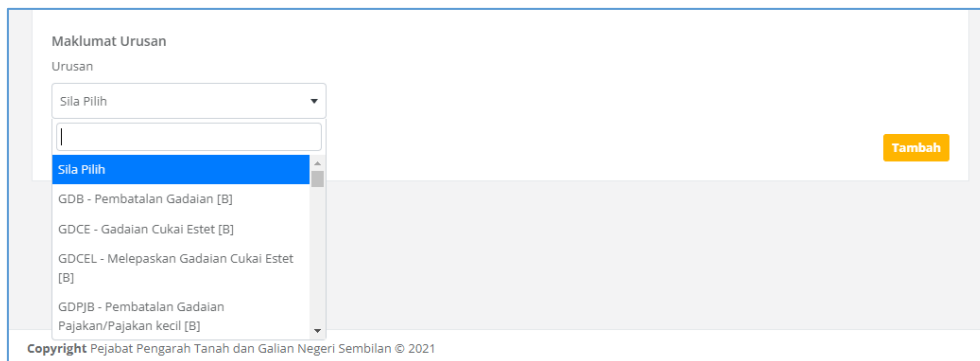 Maklumat Urusan
Urusan
Sila Pilih
Tambah
Sila Pilih
GDB - Pembatalan Gadaian [B]
GDCE - Gadaian Cukai Estet [B]
GDCEL - Melepaskan Gadaian Cukai Estet
[B]
GDPJB - Pembatalan Gadaian
Pajakan/Pajakan kecil [B]
Copyright Pejabat Pengarah Tanah dan Galian Negeri Sembilan © 2021